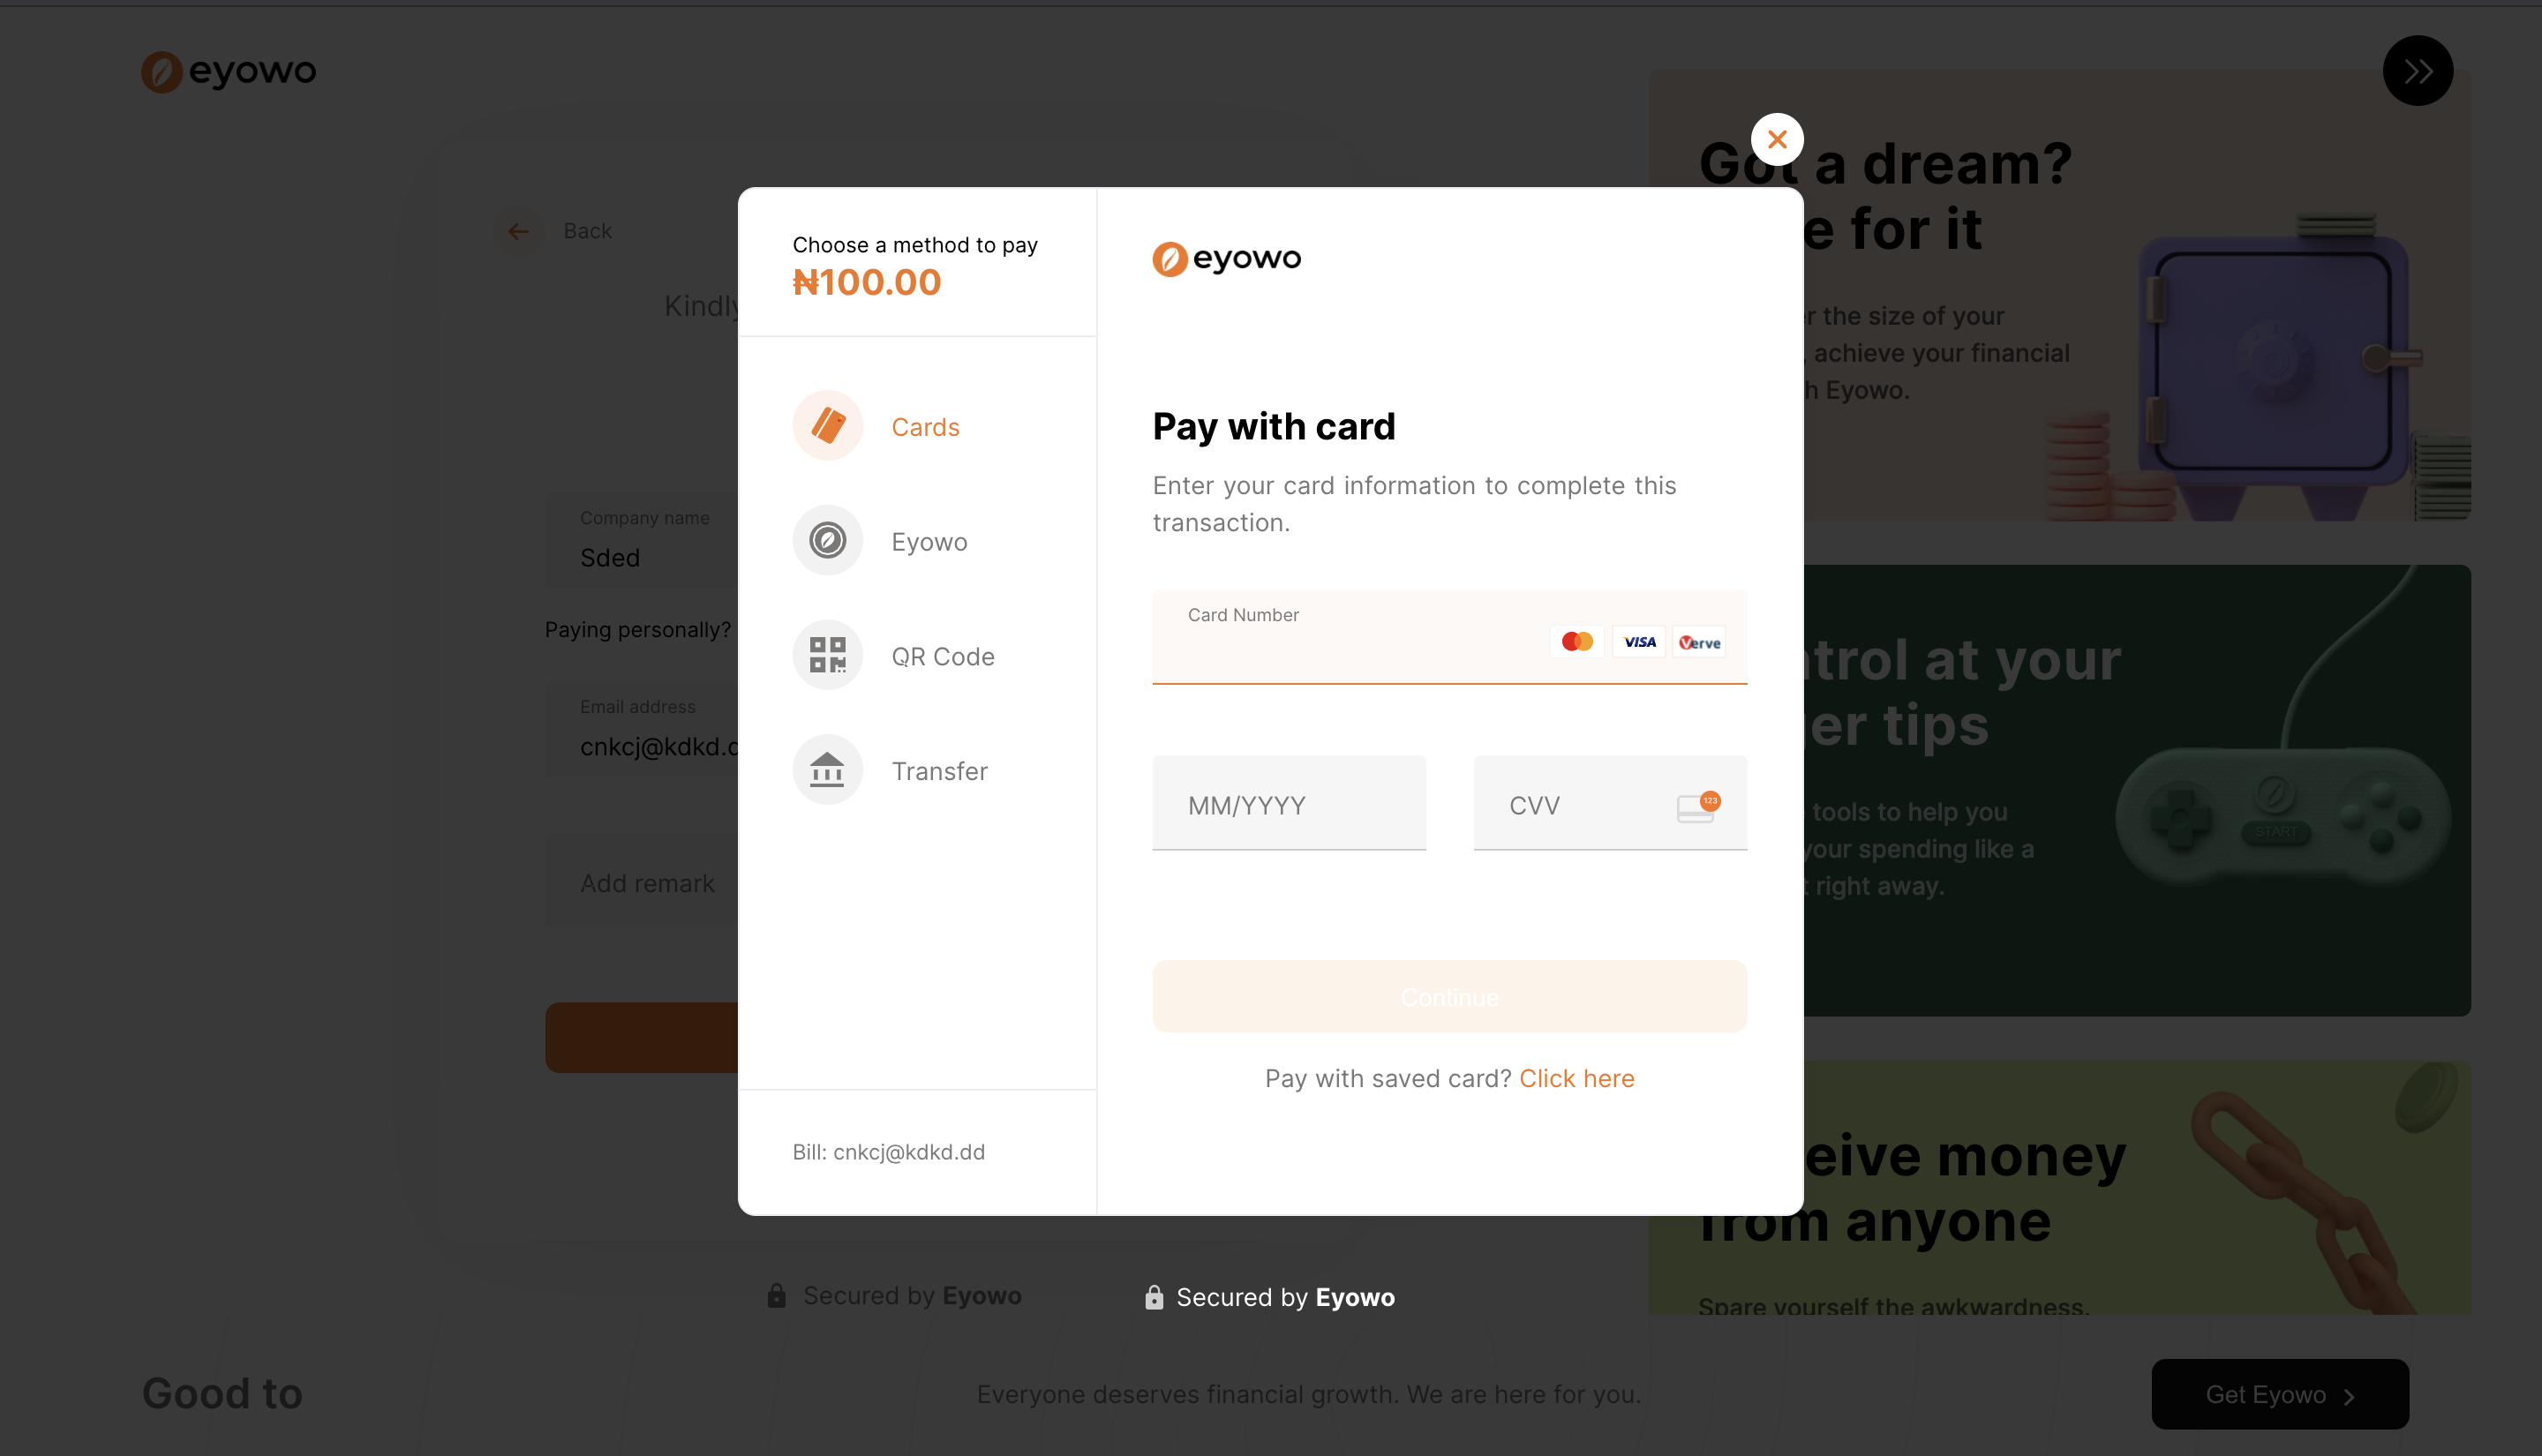 eyowo
Back
Kindly
Company name
Sded
Paying personally?
Email address
cnkcj@kdkd.d
Add remark
Choose a method to pay
₦100.00
Cards
Eyowo
QR Code
Transfer
Bill: cnkcj@kdkd.dd
eyowo
Pay with card
Enter your card information to complete this
transaction.
Card Number
VISA
Verve
MM/YYYY
CVV
123
Continue
Pay with saved card? Click here
Secured by Eyowo
Secured by Eyowo
Got a dream?
e for it
r the size of your
, achieve your financial
h Eyowo.
trol at your
er tips
tools to help you
your spending like a
t right away.
START
eive money
from anyone
Spare yourself the awkwardness.
Good to
Everyone deserves financial growth. We are here for you.
Get Eyowo